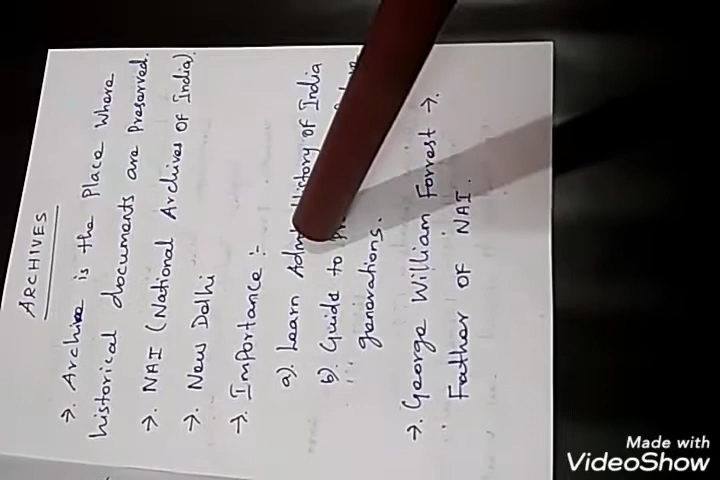 ARCHIVES
→. Archive is the Place Where
historical documents are Preserved.
→. NAI (National Archives Of India).
→. New Delhi
→. Importance :-
a). Learn Admn History Of India
b). Guide to
generations.
→. George William Forrest →.
Father OF NAI.
Made with
VideoShow